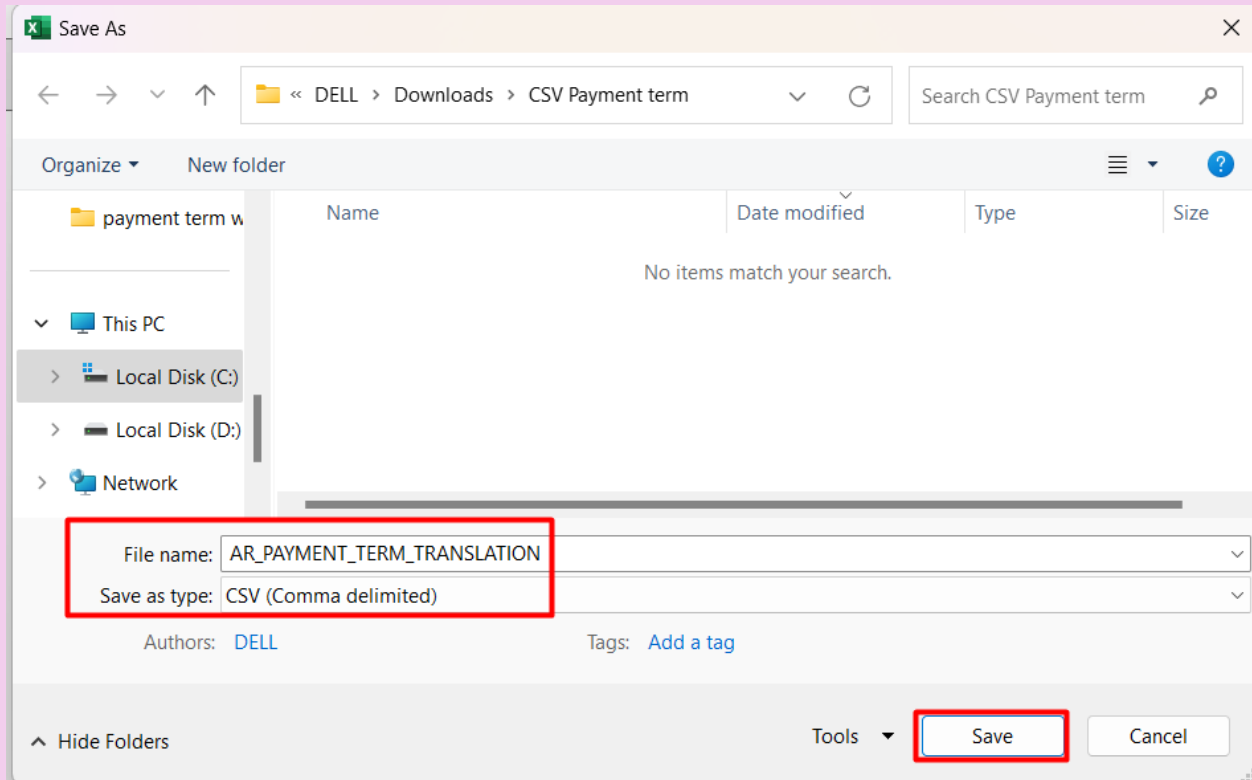 Save As
« DELL > Downloads > CSV Payment term
Search CSV Payment term
Organize
New folder
payment term w
Name
Date modified
Type
Size
No items match your search.
This PC
Local Disk (C:)
Local Disk (D:)
Network
File name: AR_PAYMENT_TERM_TRANSLATION
Save as type: CSV (Comma delimited)
Authors: DELL
Tags: Add a tag
Hide Folders
Tools
Save
Cancel